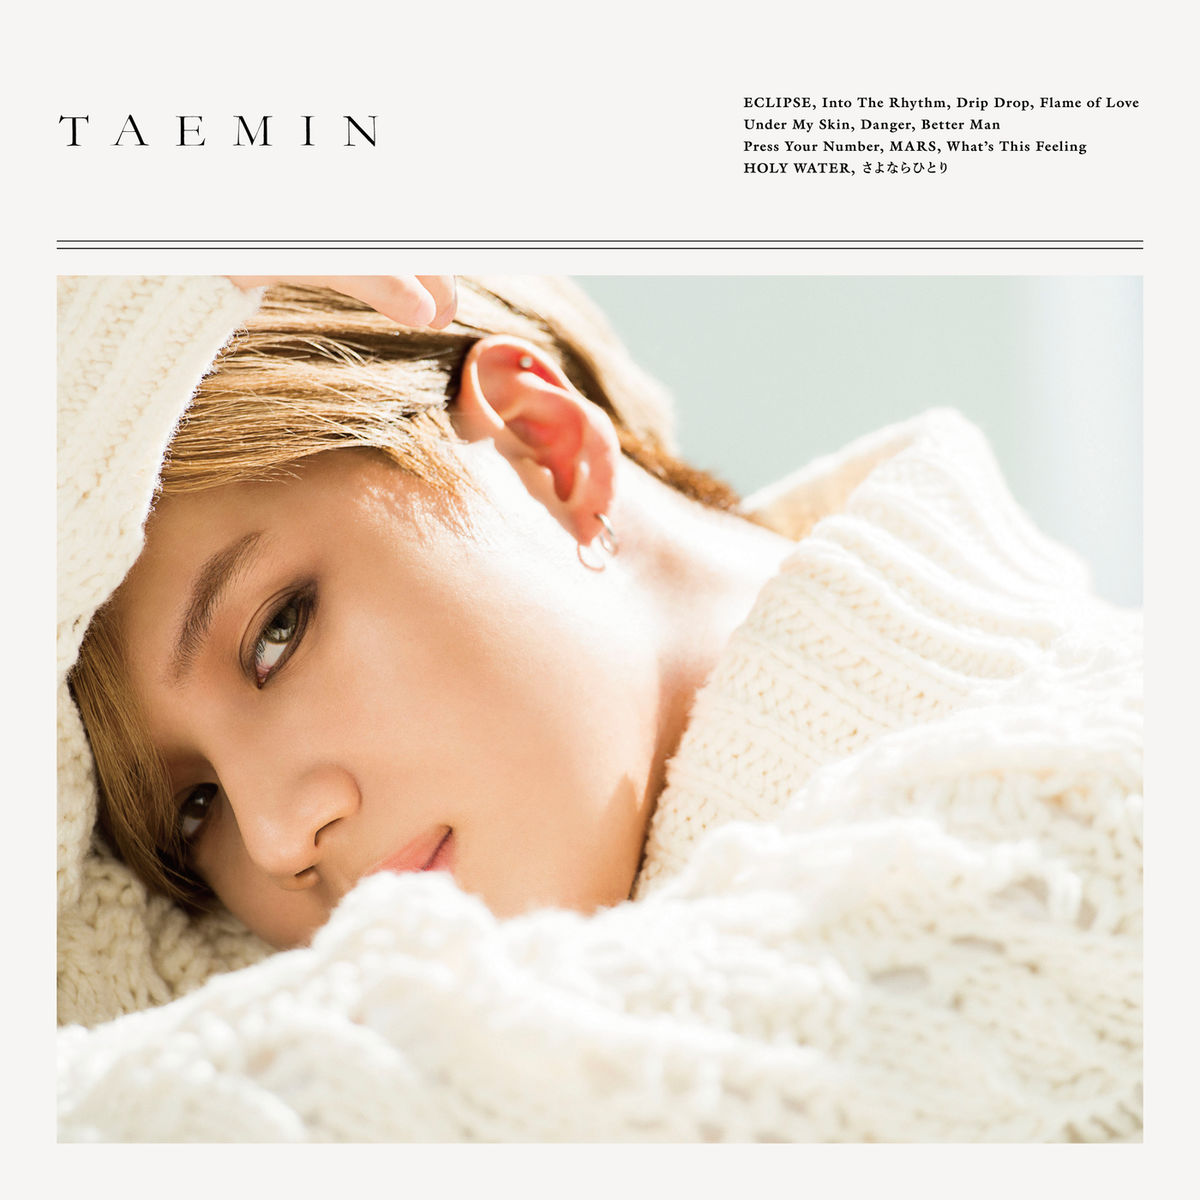 TAEMIN
ECLIPSE, Into The Rhythm, Drip Drop, Flame of Love
Under My Skin, Danger, Better Man
Press Your Number, MARS, What’s This Feeling
HOLY WATER, さよならひとり